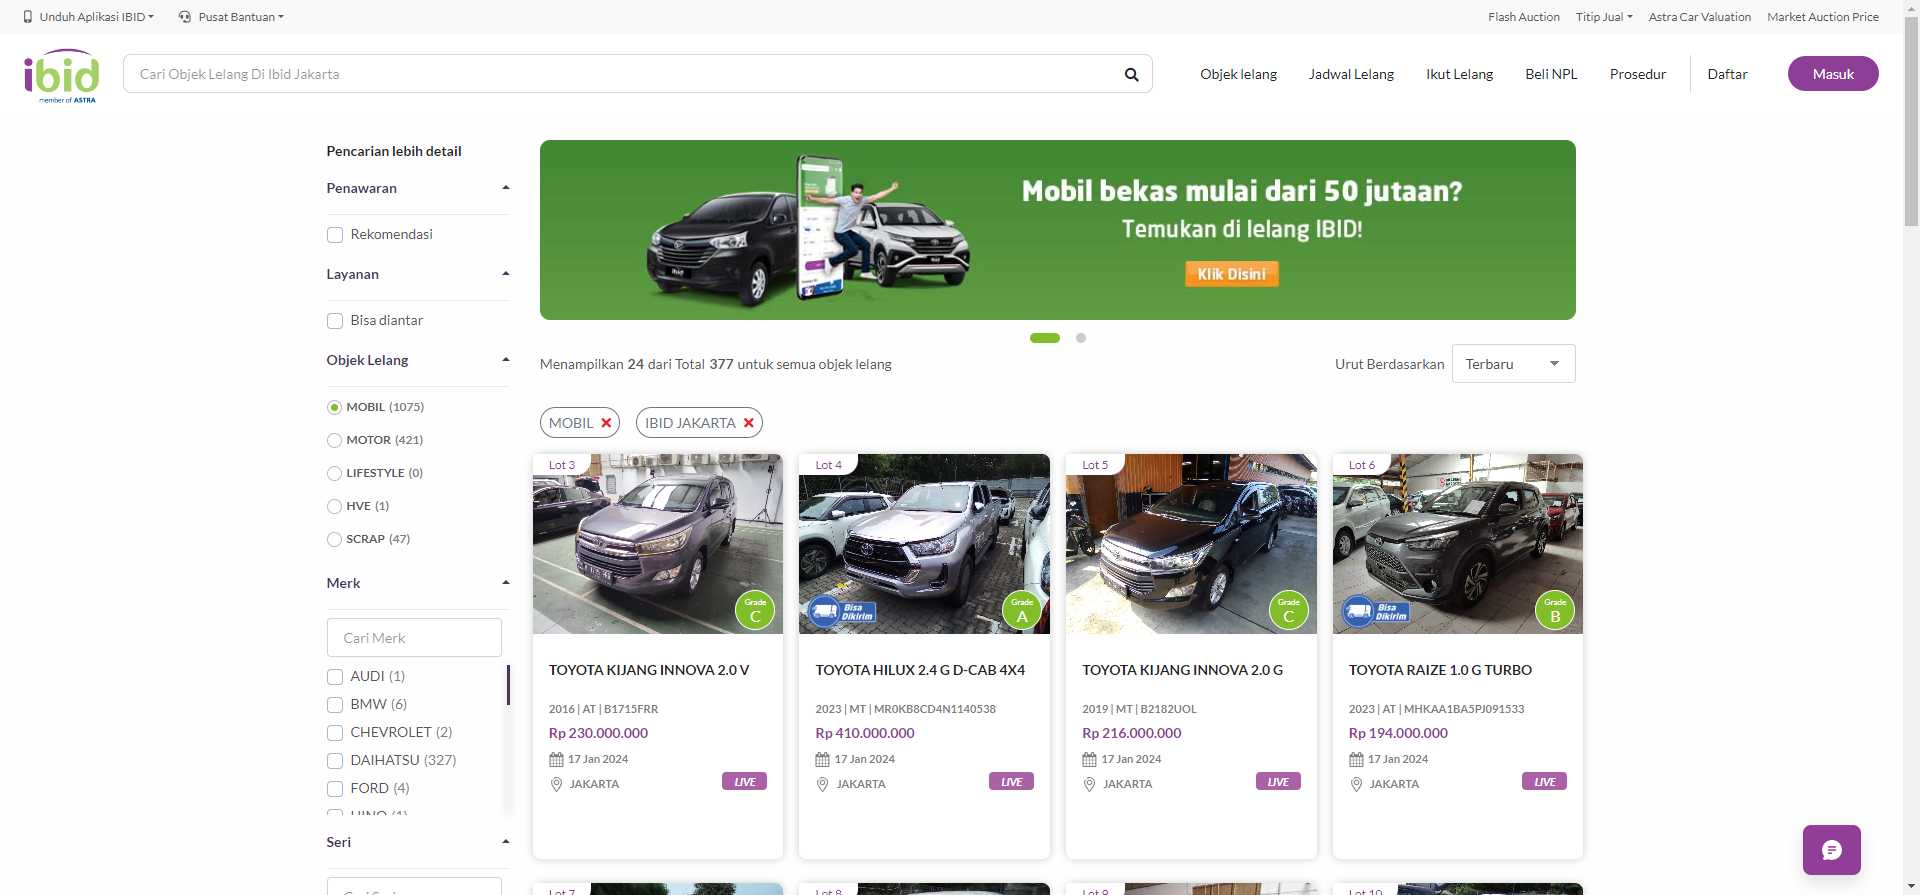 Unduh Aplikasi IBID
Pusat Bantuan
Flash Auction
Titip Jual
Astra Car Valuation
Market Auction Price
ibid
member of ASTRA
Cari Objek Lelang Di Ibid Jakarta
Objek lelang
Jadwal Lelang
Ikut Lelang
Beli NPL
Prosedur
Daftar
Masuk
Pencarian lebih detail
Penawaran
Rekomendasi
Layanan
Bisa diantar
Objek Lelang
MOBIL (1075)
MOTOR (421)
LIFESTYLE (0)
HVE (1)
SCRAP (47)
Merk
Cari Merk
AUDI (1)
BMW (6)
CHEVROLET (2)
DAIHATSU (327)
FORD (4)
HINO (1)
Seri
Mobil bekas mulai dari 50 jutaan?
Temukan di lelang IBID!
Klik Disini
Menampilkan 24 dari Total 377 untuk semua objek lelang
Urut Berdasarkan
Terbaru
MOBIL
IBID JAKARTA
Lot 3
Grade
C
TOYOTA KIJANG INNOVA 2.0 V
2016 | AT | B1715FRR
Rp 230.000.000
17 Jan 2024
JAKARTA
LIVE
Lot 4
Bisa
Dikirim
Grade
A
TOYOTA HILUX 2.4 G D-CAB 4X4
2023 | MT | MR0KB8CD4N1140538
Rp 410.000.000
17 Jan 2024
JAKARTA
LIVE
Lot 5
Grade
C
TOYOTA KIJANG INNOVA 2.0 G
2019 | MT | B2182UOL
Rp 216.000.000
17 Jan 2024
JAKARTA
LIVE
Lot 6
Bisa
Dikirim
Grade
B
TOYOTA RAIZE 1.0 G TURBO
2023 | AT | MHKAA1BA5PJ091533
Rp 194.000.000
17 Jan 2024
JAKARTA
LIVE
Lot 7
Lot 8
Lot 9
Lot 10